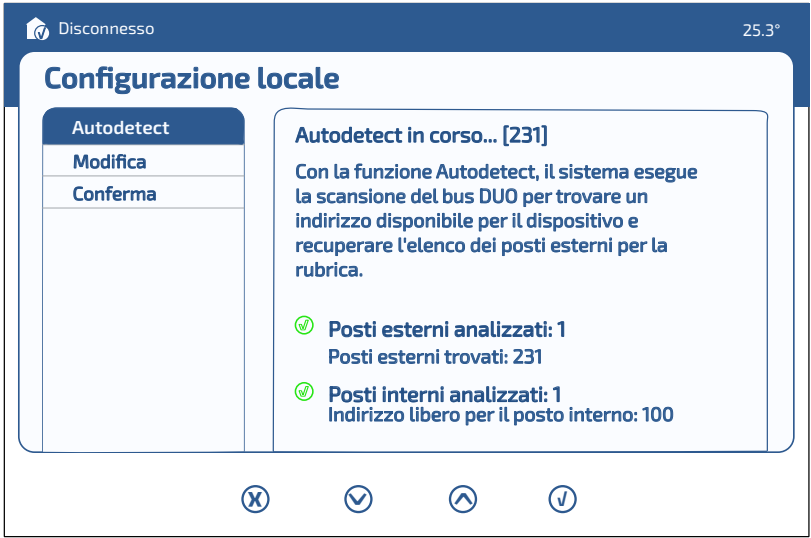 Disconnesso
25.3°
Configurazione locale
Autodetect
Modifica
Conferma
Autodetect in corso... [231]
Con la funzione Autodetect, il sistema esegue
la scansione del bus DUO per trovare un
indirizzo disponibile per il dispositivo e
recuperare l'elenco dei posti esterni per la
rubrica.
Posti esterni analizzati: 1
Posti esterni trovati: 231
Posti interni analizzati: 1
Indirizzo libero per il posto interno: 100
X